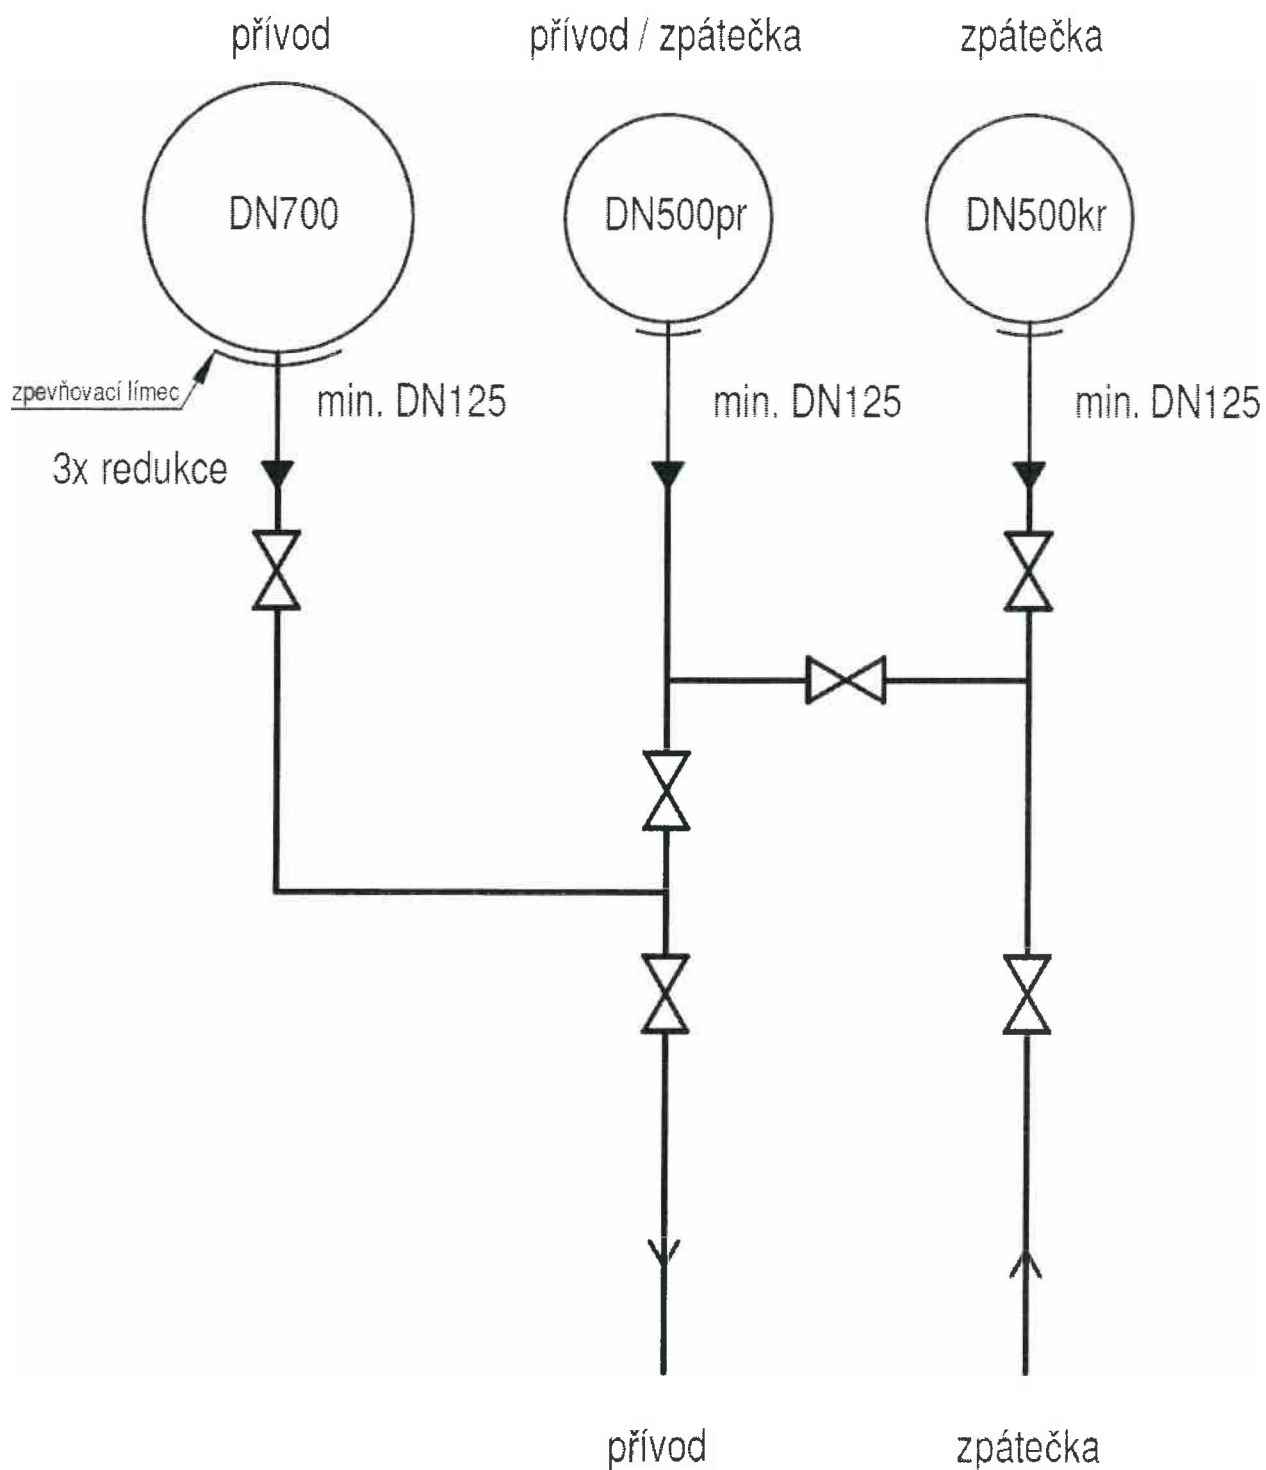 přívod
přívod / zpátečka
zpátečka
DN700
DN500pr
DN500kr
zpevňovací límec
min. DN125
min. DN125
min. DN125
3x redukce
přívod
zpátečka